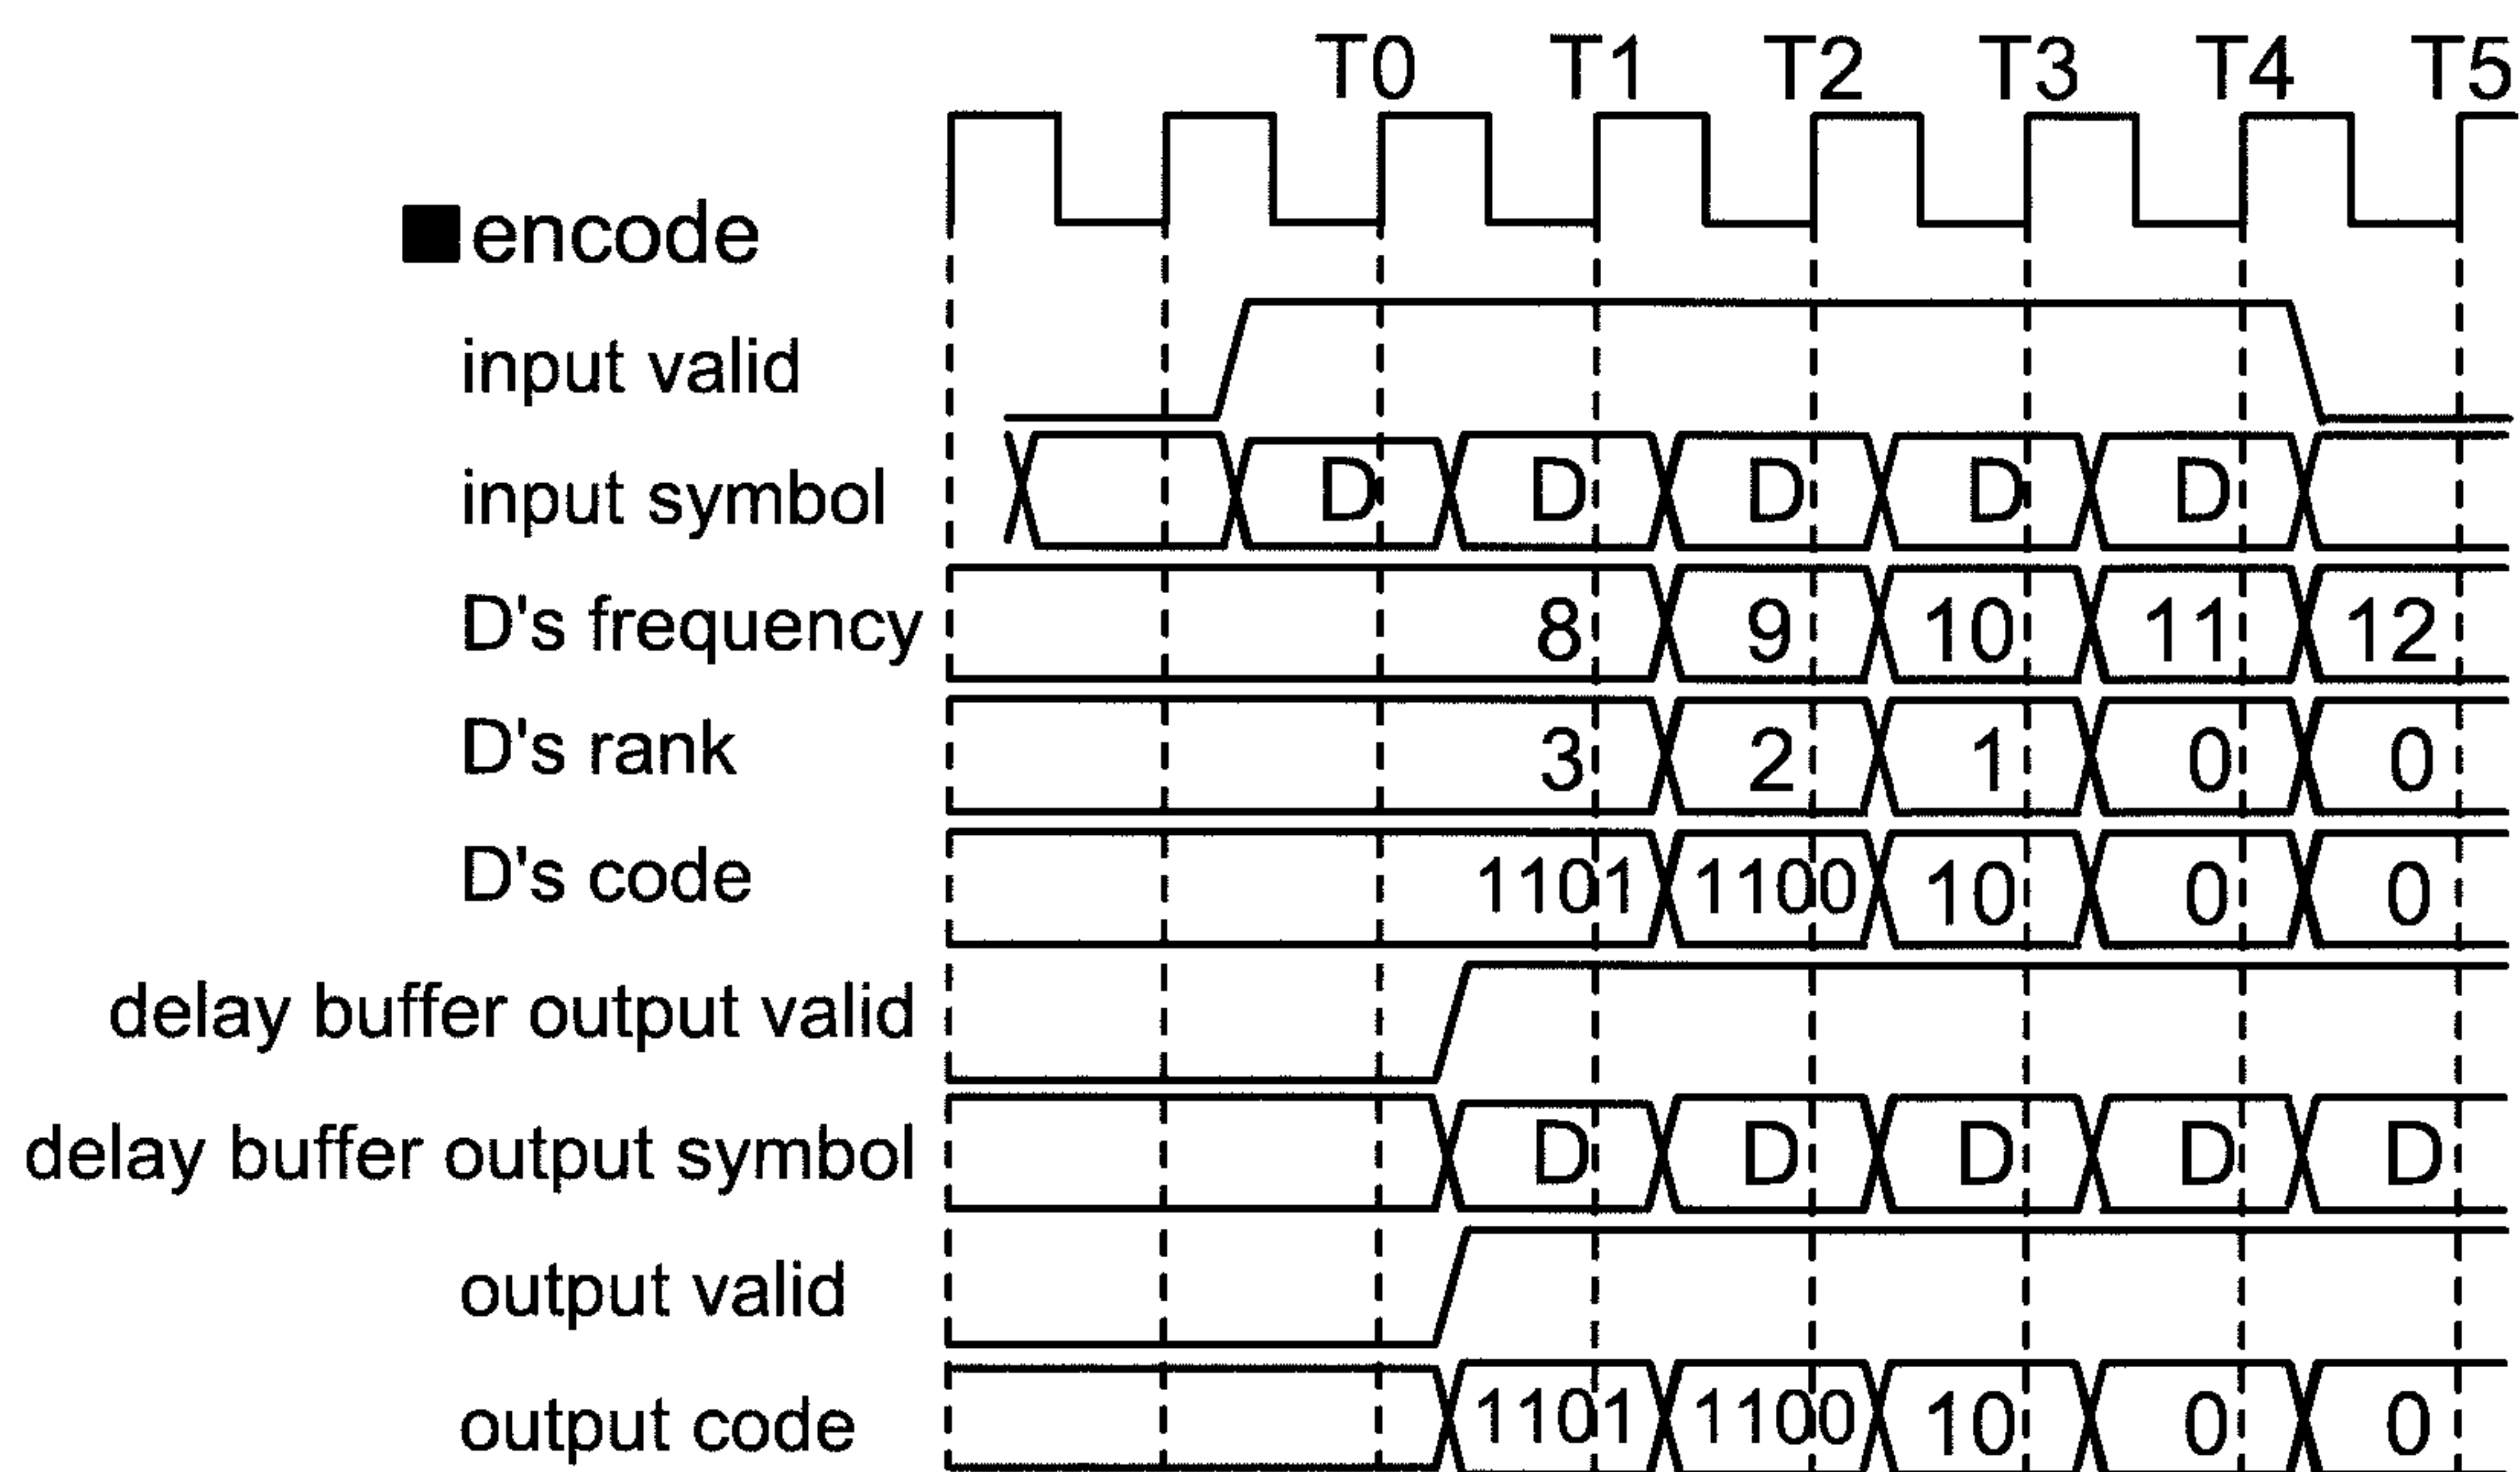 T0 T1 T2 T3 T4 T5
encode
input valid
input symbol D D D D D
D's frequency 8 9 10 11 12
D's rank 3 2 1 0 0
D's code 1101 1100 10 0 0
delay buffer output valid
delay buffer output symbol D D D D D
output valid
output code 1101 1100 10 0 0